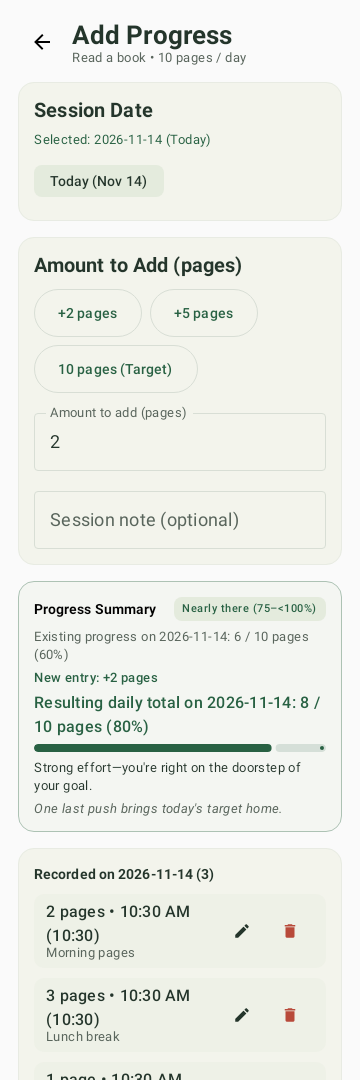 Add Progress
Read a book • 10 pages / day
Session Date
Selected: 2026-11-14 (Today)
Today (Nov 14)
Amount to Add (pages)
+2 pages
+5 pages
10 pages (Target)
Amount to add (pages)
2
Session note (optional)
Progress Summary
Nearly there (75–<100%)
Existing progress on 2026-11-14: 6 / 10 pages
(60%)
New entry: +2 pages
Resulting daily total on 2026-11-14: 8 /
10 pages (80%)
Strong effort—you're right on the doorstep of
your goal.
One last push brings today's target home.
Recorded on 2026-11-14 (3)
2 pages • 10:30 AM
(10:30)
Morning pages
3 pages • 10:30 AM
(10:30)
Lunch break
1 page • 10:30 AM